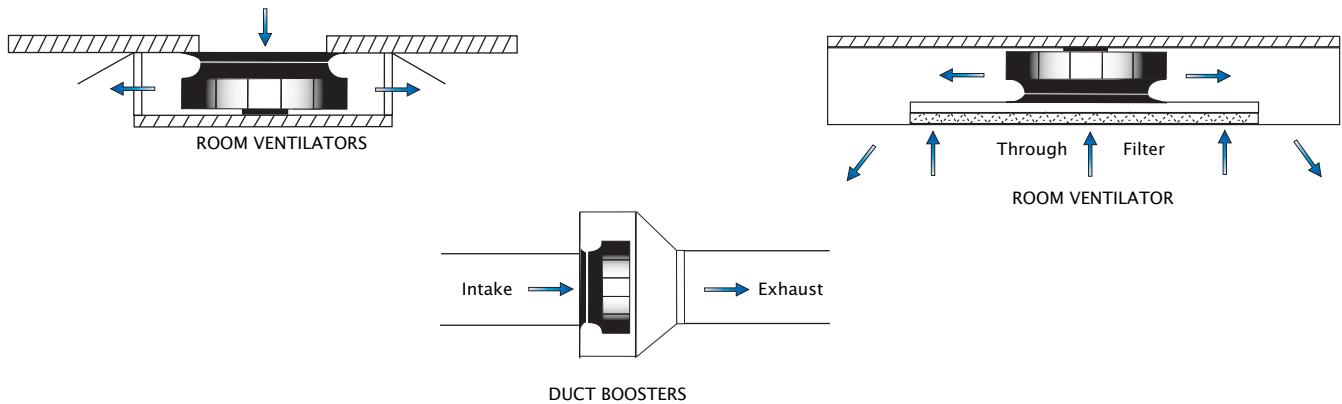 ROOM VENTILATORS
Through Filter
ROOM VENTILATOR
Intake
Exhaust
DUCT BOOSTERS